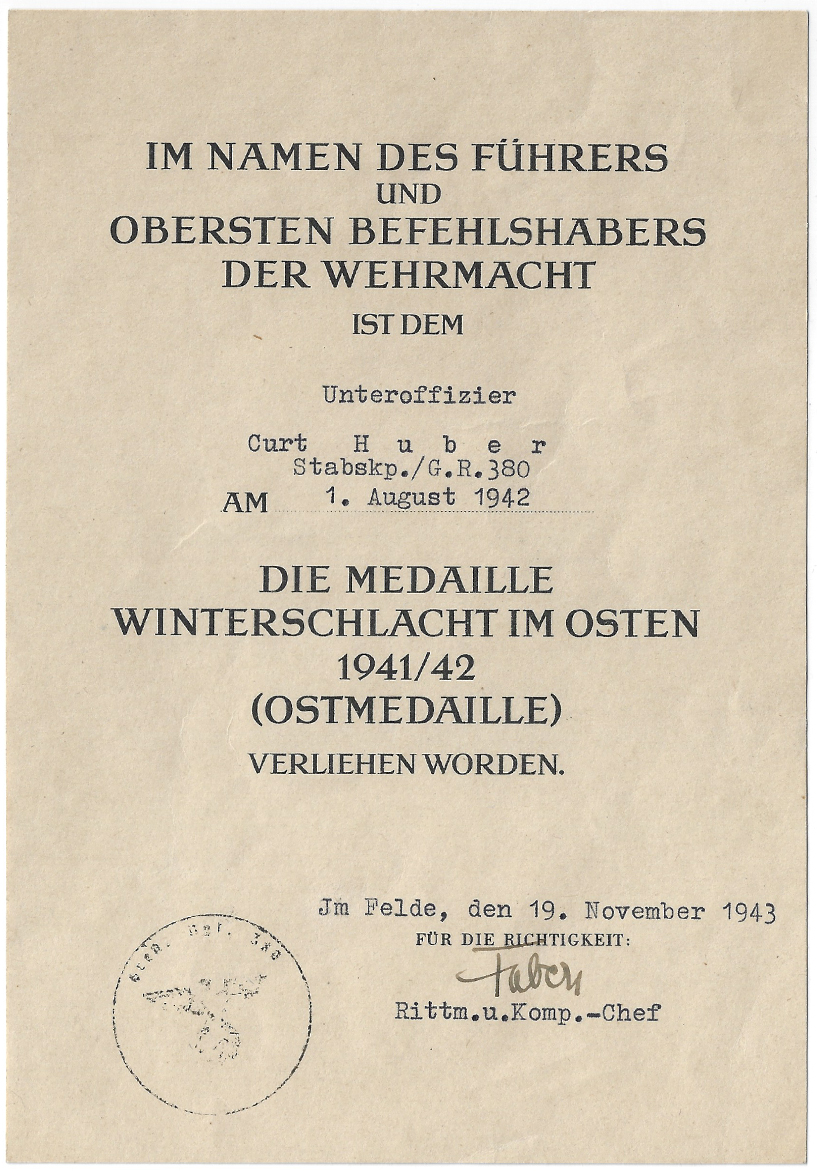 IM NAMEN DES FÜHRERS
UND
OBERSTEN BEFEHLSHABERS
DER WEHRMACHT
IST DEM
Unteroffizier
Curt H u b e r
Stabskp./G.R.380
AM 1. August 1942
DIE MEDAILLE
WINTERSCHLACHT IM OSTEN
1941/42
(OSTMEDAILLE)
VERLIEHEN WORDEN.
Jm Felde, den 19. November 1943
FÜR DIE RICHTIGKEIT:
Faber
Rittm.u.Komp.-Chef
380